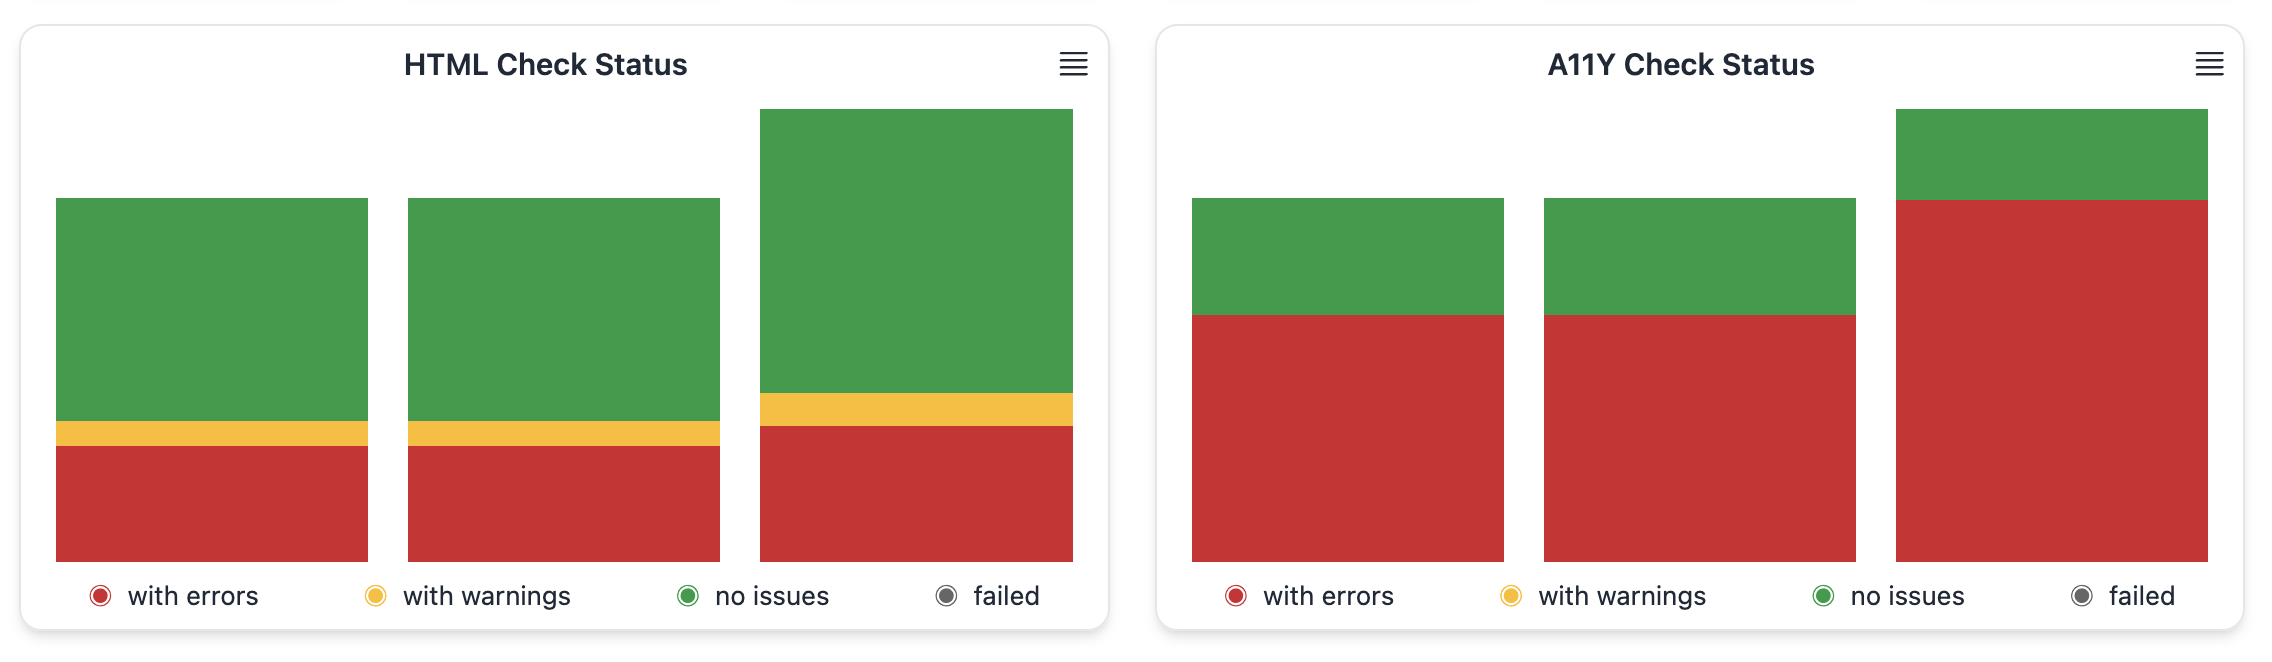 HTML Check Status
with errors
with warnings
no issues
failed
A11Y Check Status
with errors
with warnings
no issues
failed